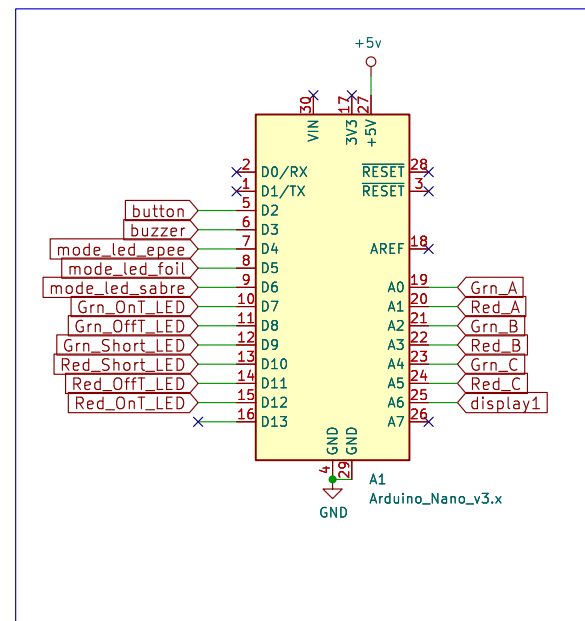 +5v
30 17 27
VIN 3V3 +5V
2 D0/RX RESET 28
1 D1/TX RESET 3
button 5 D2
buzzer 6 D3
mode_led_epee 7 D4 AREF 18
mode_led_foil 8 D5
mode_led_sabre 9 D6 A0 19 Grn_A
Grn_OnT_LED 10 D7 A1 20 Red_A
Grn_OffT_LED 11 D8 A2 21 Grn_B
Grn_Short_LED 12 D9 A3 22 Red_B
Red_Short_LED 13 D10 A4 23 Grn_C
Red_OffT_LED 14 D11 A5 24 Red_C
Red_OnT_LED 15 D12 A6 25 display1
16 D13 A7 26
GND GND
4 29
A1
Arduino_Nano_v3.x
GND